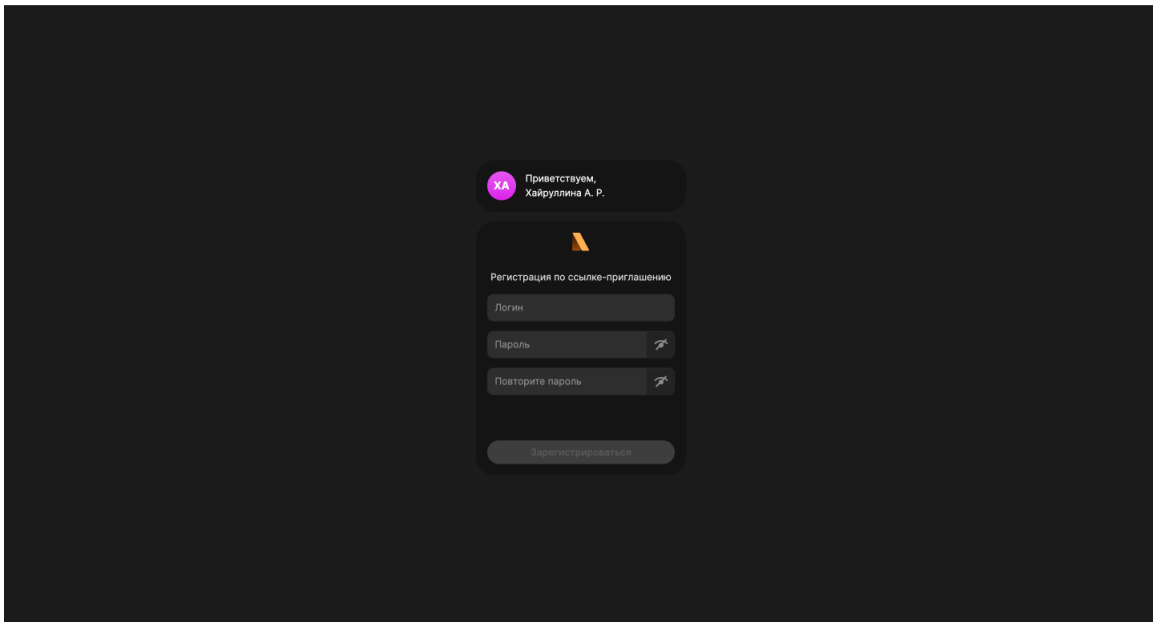 ХА
Приветствуем,
Хайруллина А. Р.
Регистрация по ссылке-приглашению
Логин
Пароль
Повторите пароль
Зарегистрироваться